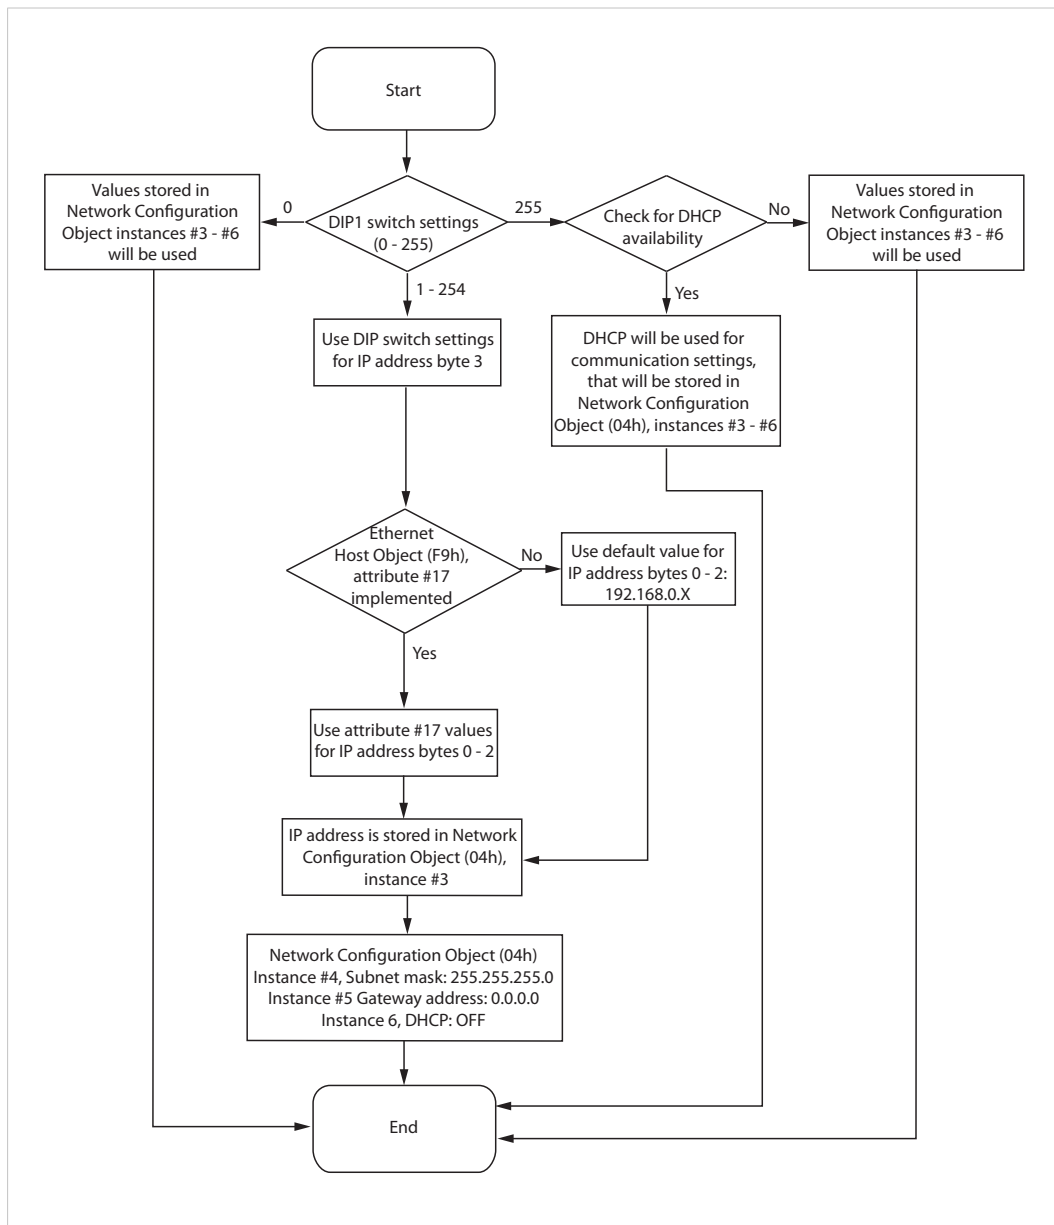 Start
Values stored in
Network Configuration
Object instances #3 - #6
will be used
0
DIP1 switch settings
(0 - 255)
255
Check for DHCP
availability
No
Values stored in
Network Configuration
Object instances #3 - #6
will be used
1 - 254
Yes
Use DIP switch settings
for IP address byte 3
DHCP will be used for
communication settings,
that will be stored in
Network Configuration
Object (04h), instances #3 - #6
Ethernet
Host Object (F9h),
attribute #17
implemented
No
Use default value for
IP address bytes 0 - 2:
192.168.0.X
Yes
Use attribute #17 values
for IP address bytes 0 - 2
IP address is stored in Network
Configuration Object (04h),
instance #3
Network Configuration Object (04h)
Instance #4, Subnet mask: 255.255.255.0
Instance #5 Gateway address: 0.0.0.0
Instance 6, DHCP: OFF
End